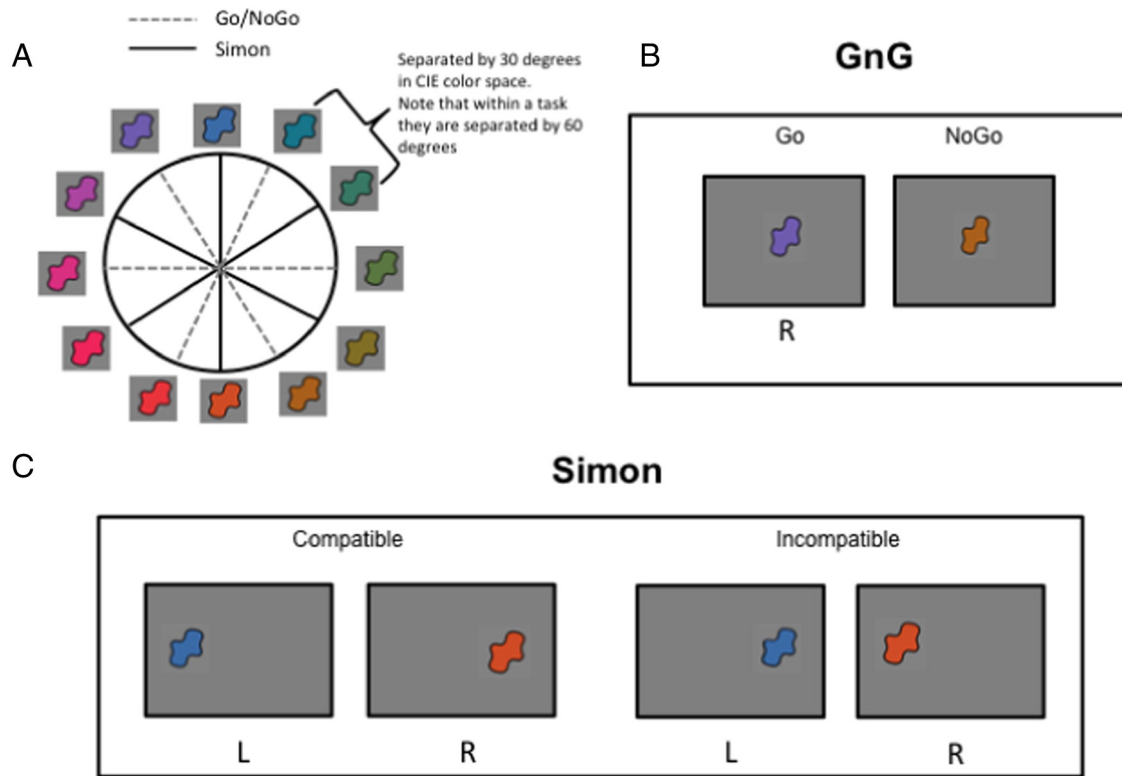 Go/NoGo
Simon
A
Separated by 30 degrees
in CIE color space.
Note that within a task
they are separated by 60
degrees
B
GnG
Go
NoGo
R
C
Simon
Compatible
Incompatible
L
R
L
R